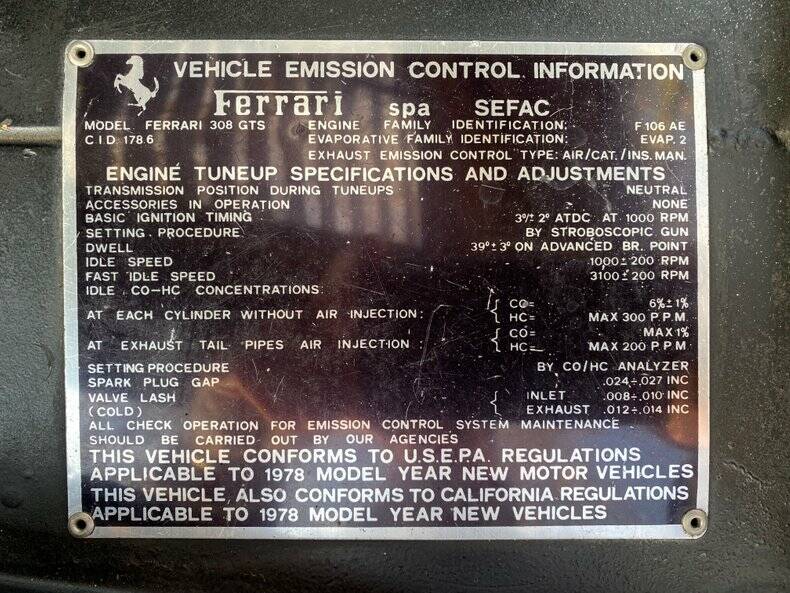 VEHICLE EMISSION CONTROL INFORMATION
Ferrari spa SEFAC
MODEL FERRARI 308 GTS ENGINE FAMILY IDENTIFICATION: F 106 AE
C.I.D. 178.6 EVAPORATIVE FAMILY IDENTIFICATION: EVAP. 2
EXHAUST EMISSION CONTROL TYPE: AIR/CAT./INS. MAN.
ENGINE TUNEUP SPECIFICATIONS AND ADJUSTMENTS
TRANSMISSION POSITION DURING TUNEUPS NEUTRAL
ACCESSORIES IN OPERATION NONE
BASIC IGNITION TIMING 3°± 2° ATDC AT 1000 RPM
SETTING PROCEDURE BY STROBOSCOPIC GUN
DWELL 39°± 3° ON ADVANCED BR. POINT
IDLE SPEED 1000 ± 200 RPM
FAST IDLE SPEED 3100 ± 200 RPM
IDLE CO-HC CONCENTRATIONS:
AT EACH CYLINDER WITHOUT AIR INJECTION: { CO= 6% ± 1%
HC= MAX 300 P.P.M.
AT EXHAUST TAIL PIPES AIR INJECTION { CO= MAX 1%
HC= MAX 200 P.P.M.
SETTING PROCEDURE BY CO/HC ANALYZER
SPARK PLUG GAP .024÷.027 INC
VALVE LASH { INLET .008÷.010 INC
(COLD) EXHAUST .012÷.014 INC
ALL CHECK OPERATION FOR EMISSION CONTROL SYSTEM MAINTENANCE
SHOULD BE CARRIED OUT BY OUR AGENCIES
THIS VEHICLE CONFORMS TO U.S.E.P.A. REGULATIONS
APPLICABLE TO 1978 MODEL YEAR NEW MOTOR VEHICLES
THIS VEHICLE ALSO CONFORMS TO CALIFORNIA REGULATIONS
APPLICABLE TO 1978 MODEL YEAR NEW VEHICLES